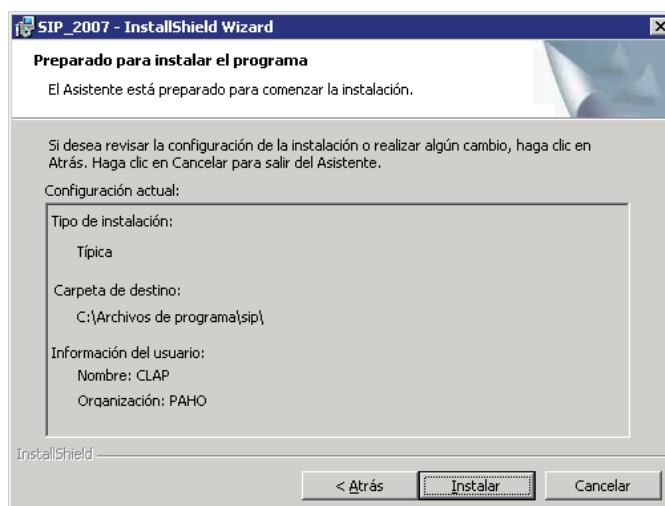 SIP_2007 - InstallShield Wizard
Preparado para instalar el programa
El Asistente está preparado para comenzar la instalación.
Si desea revisar la configuración de la instalación o realizar algún cambio, haga clic en
Atrás. Haga clic en Cancelar para salir del Asistente.
Configuración actual:
Tipo de instalación:
Típica
Carpeta de destino:
C:\Archivos de programa\sip\
Información del usuario:
Nombre: CLAP
Organización: PAHO
InstallShield
< Atrás Instalar Cancelar